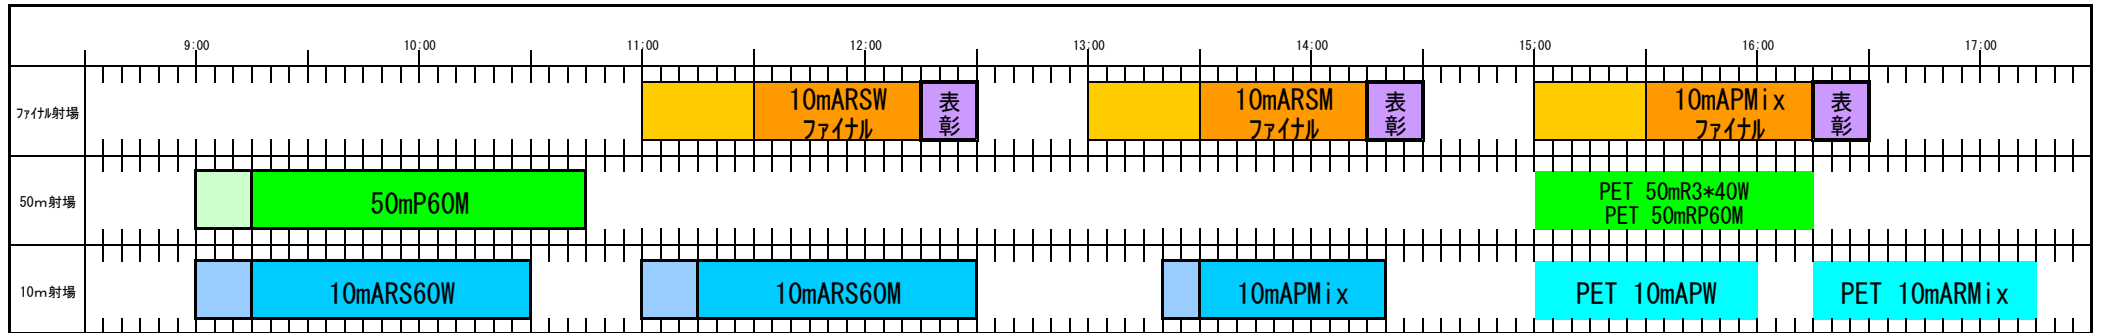 9:00 10:00 11:00 12:00 13:00 14:00 15:00 16:00 17:00
ﾌｧｲﾅﾙ射場
10mARSW
ファイナル
表
彰
10mARSM
ファイナル
表
彰
10mAPMix
ファイナル
表
彰
50m射場
50mP60M
PET 50mR3*40W
PET 50mRP60M
10m射場
10mARS60W
10mARS60M
10mAPMix
PET 10mAPW
PET 10mARMix